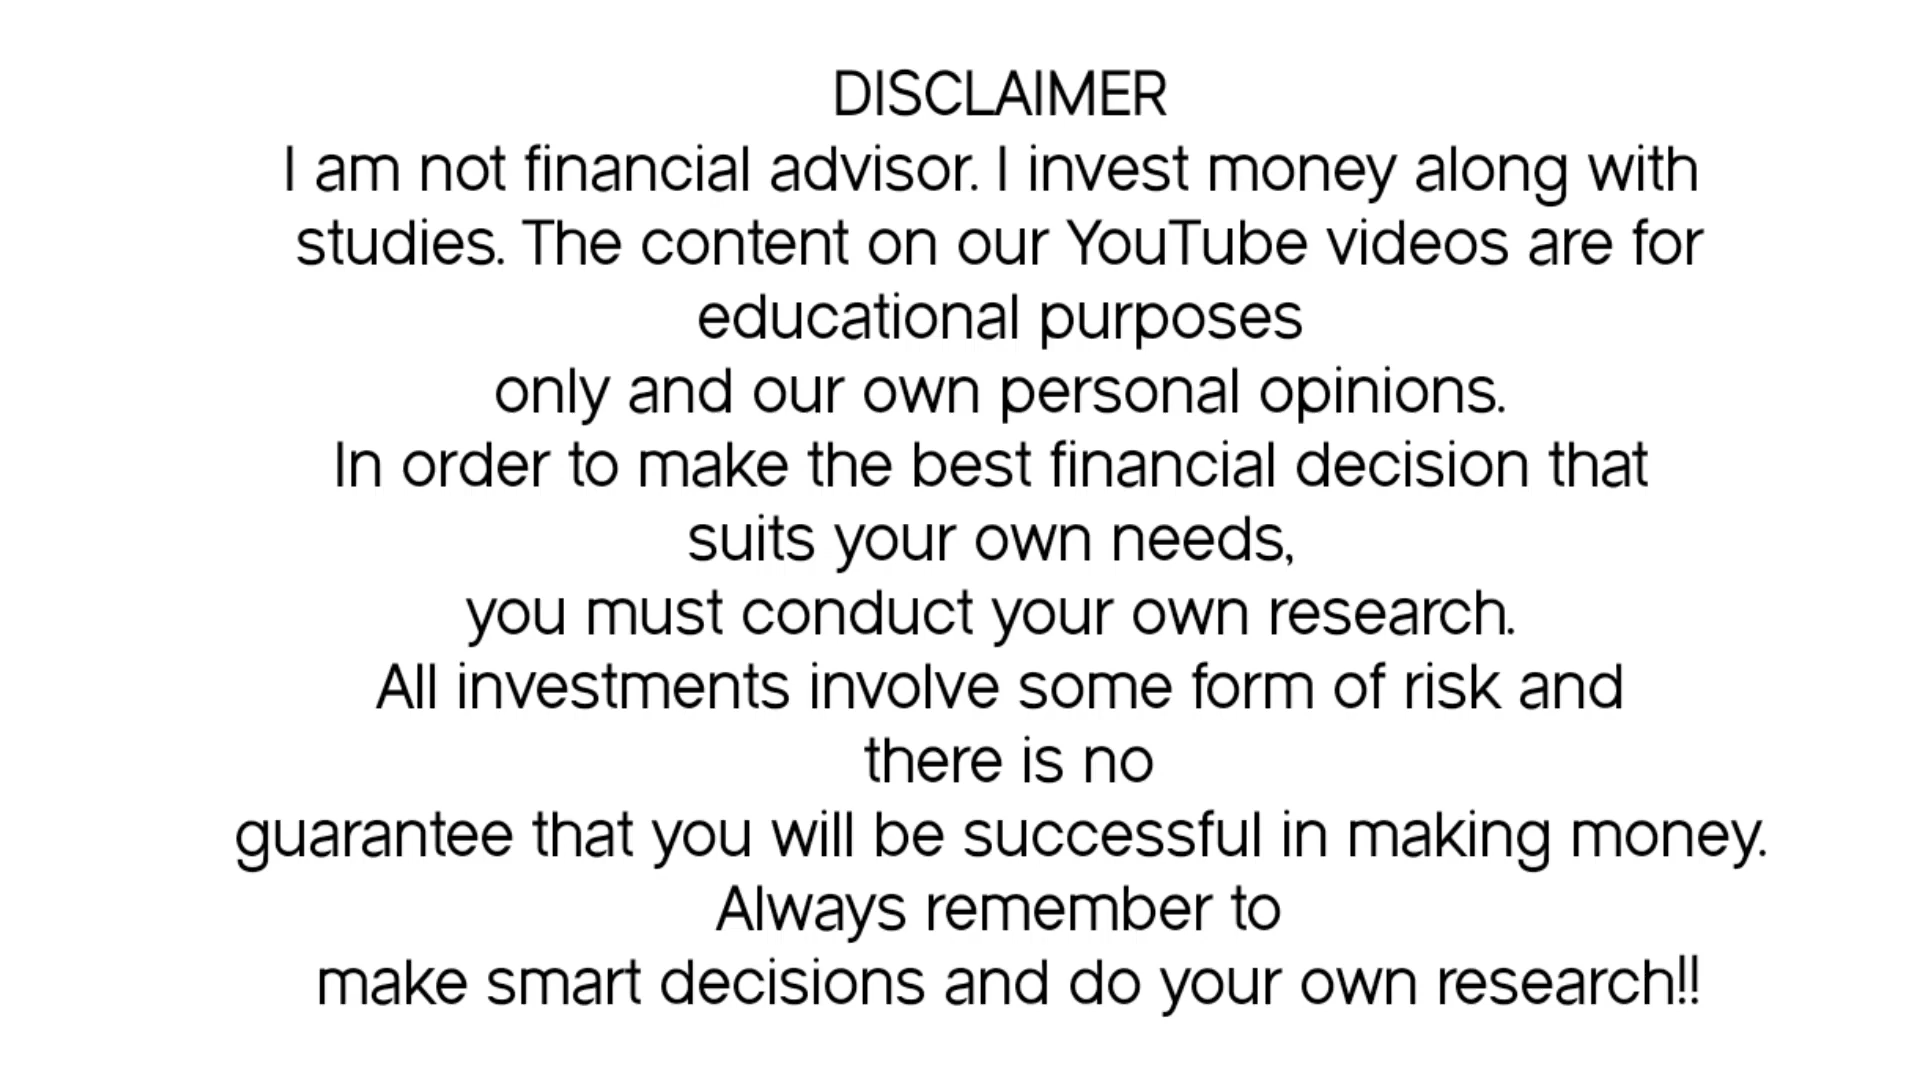 DISCLAIMER
I am not financial advisor. I invest money along with
studies. The content on our YouTube videos are for
educational purposes
only and our own personal opinions.
In order to make the best financial decision that
suits your own needs,
you must conduct your own research.
All investments involve some form of risk and
there is no
guarantee that you will be successful in making money.
Always remember to
make smart decisions and do your own research!!